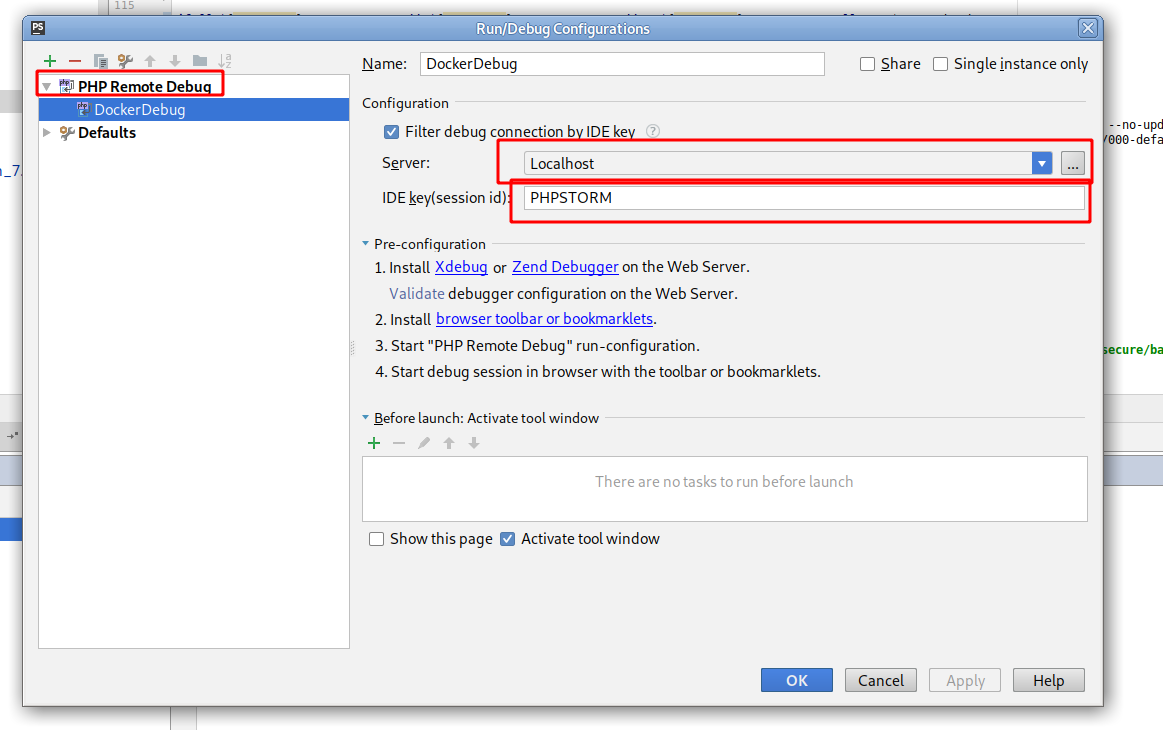 115
PS
Run/Debug Configurations
Name: DockerDebug
Share
Single instance only
PHP Remote Debug
DockerDebug
Defaults
Configuration
Filter debug connection by IDE key ?
Server: Localhost ...
IDE key(session id): PHPSTORM
Pre-configuration
1. Install Xdebug or Zend Debugger on the Web Server.
Validate debugger configuration on the Web Server.
2. Install browser toolbar or bookmarklets.
3. Start "PHP Remote Debug" run-configuration.
4. Start debug session in browser with the toolbar or bookmarklets.
Before launch: Activate tool window
There are no tasks to run before launch
Show this page
Activate tool window
OK
Cancel
Apply
Help
--no-upd
/000-defa
n_7.
secure/ba